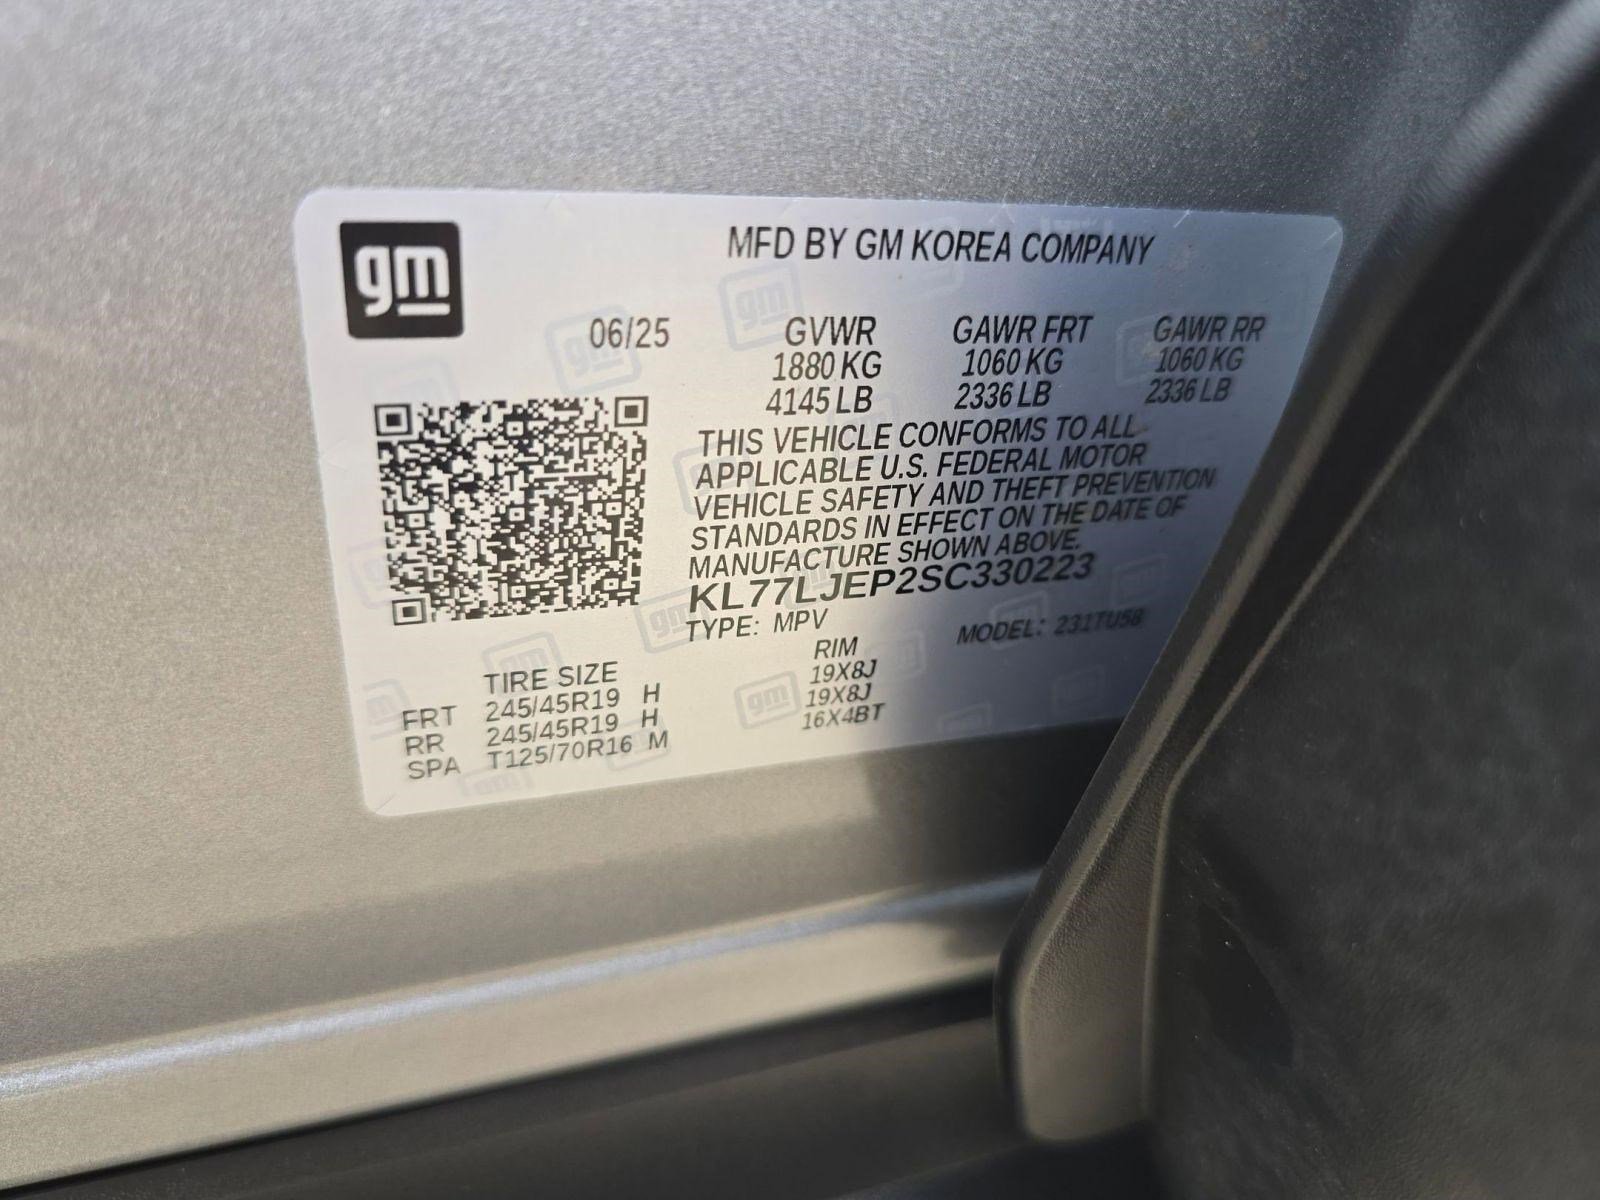 gm
MFD BY GM KOREA COMPANY
06/25 GVWR GAWR FRT GAWR RR
1880 KG 1060 KG 1060 KG
4145 LB 2336 LB 2336 LB
THIS VEHICLE CONFORMS TO ALL
APPLICABLE U.S. FEDERAL MOTOR
VEHICLE SAFETY AND THEFT PREVENTION
STANDARDS IN EFFECT ON THE DATE OF
MANUFACTURE SHOWN ABOVE.
KL77LJEP2SC330223
TYPE: MPV MODEL: 231TU58
TIRE SIZE RIM
FRT 245/45R19 H 19X8J
RR 245/45R19 H 19X8J
SPA T125/70R16 M 16X4BT